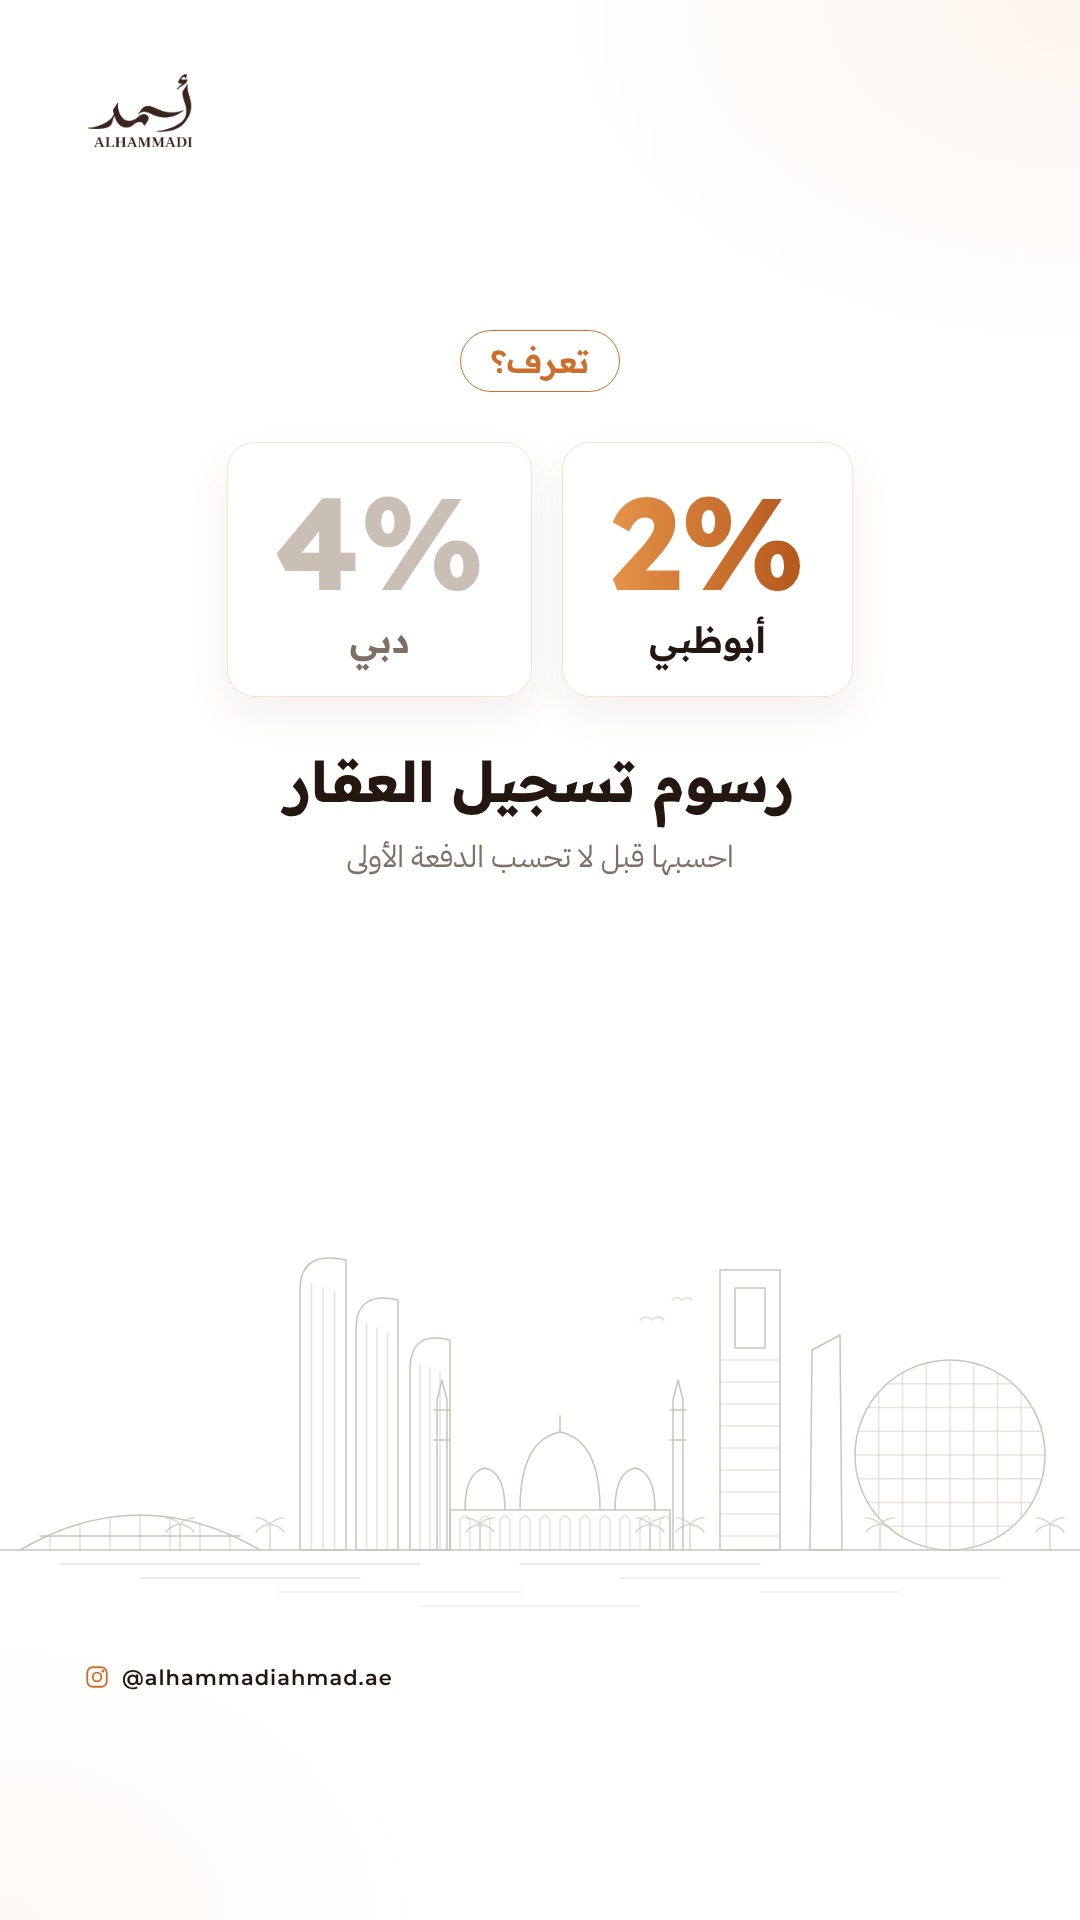 أحمد
ALHAMMADI
تعرف؟
2%
أبوظبي
4%
دبي
رسوم تسجيل العقار
احسبها قبل لا تحسب الدفعة الأولى
@alhammadiahmad.ae